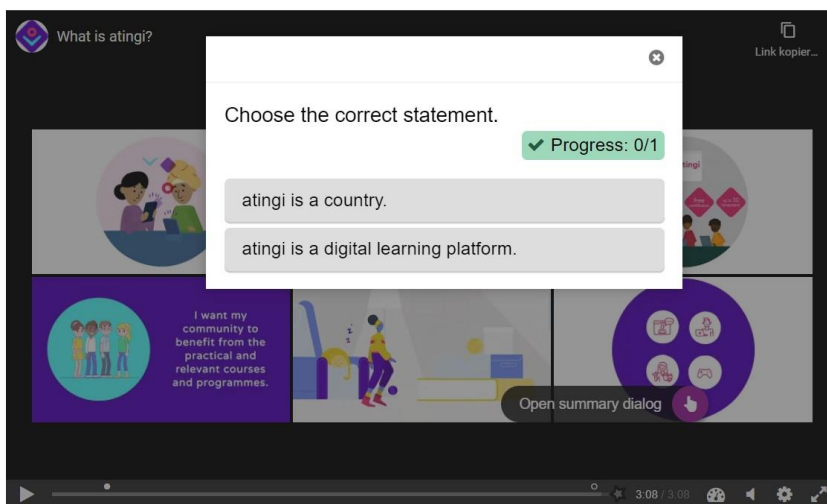 What is atingi?
Link kopier...
Choose the correct statement.
Progress: 0/1
atingi is a country.
atingi is a digital learning platform.
I want my
community to
benefit from the
practical and
relevant courses
and programmes.
Open summary dialog
3:08 / 3:08